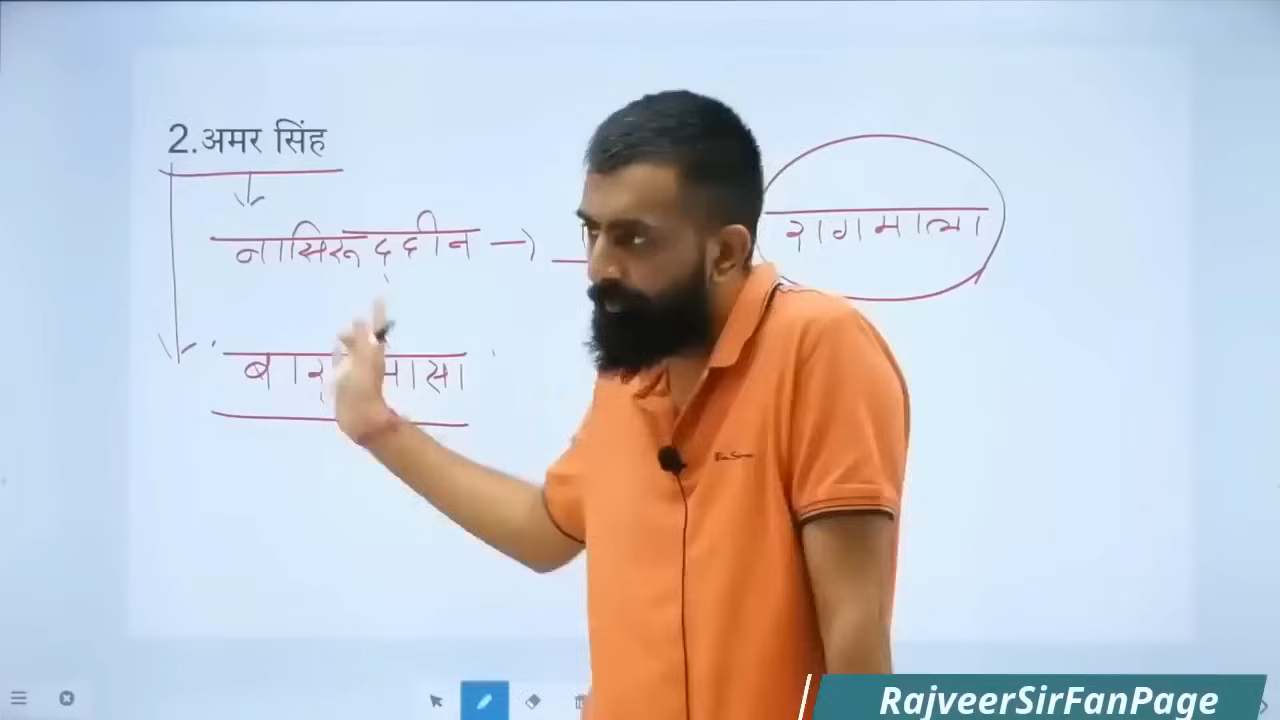 2.अमर सिंह
नासिरूद्दीन →
रागमाला
मासा
RajveerSirFanPage